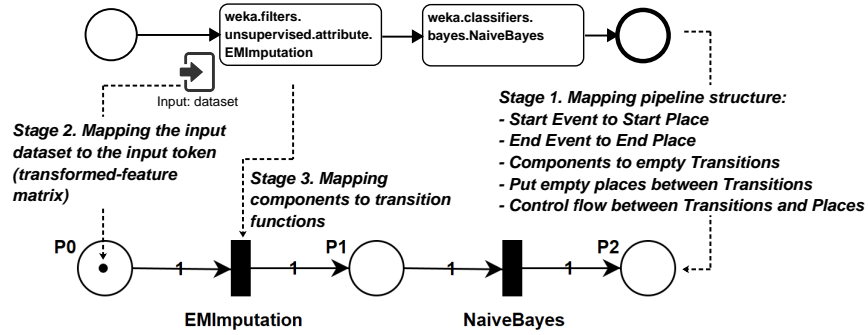 weka.filters.
unsupervised.attribute.
EMImputation
weka.classifiers.
bayes.NaiveBayes
Input: dataset
Stage 1. Mapping pipeline structure:
- Start Event to Start Place
- End Event to End Place
- Components to empty Transitions
- Put empty places between Transitions
- Control flow between Transitions and Places
Stage 2. Mapping the input
dataset to the input token
(transformed-feature
matrix)
Stage 3. Mapping
components to transition
functions
P0
P1
P2
1
1
1
1
EMImputation
NaiveBayes